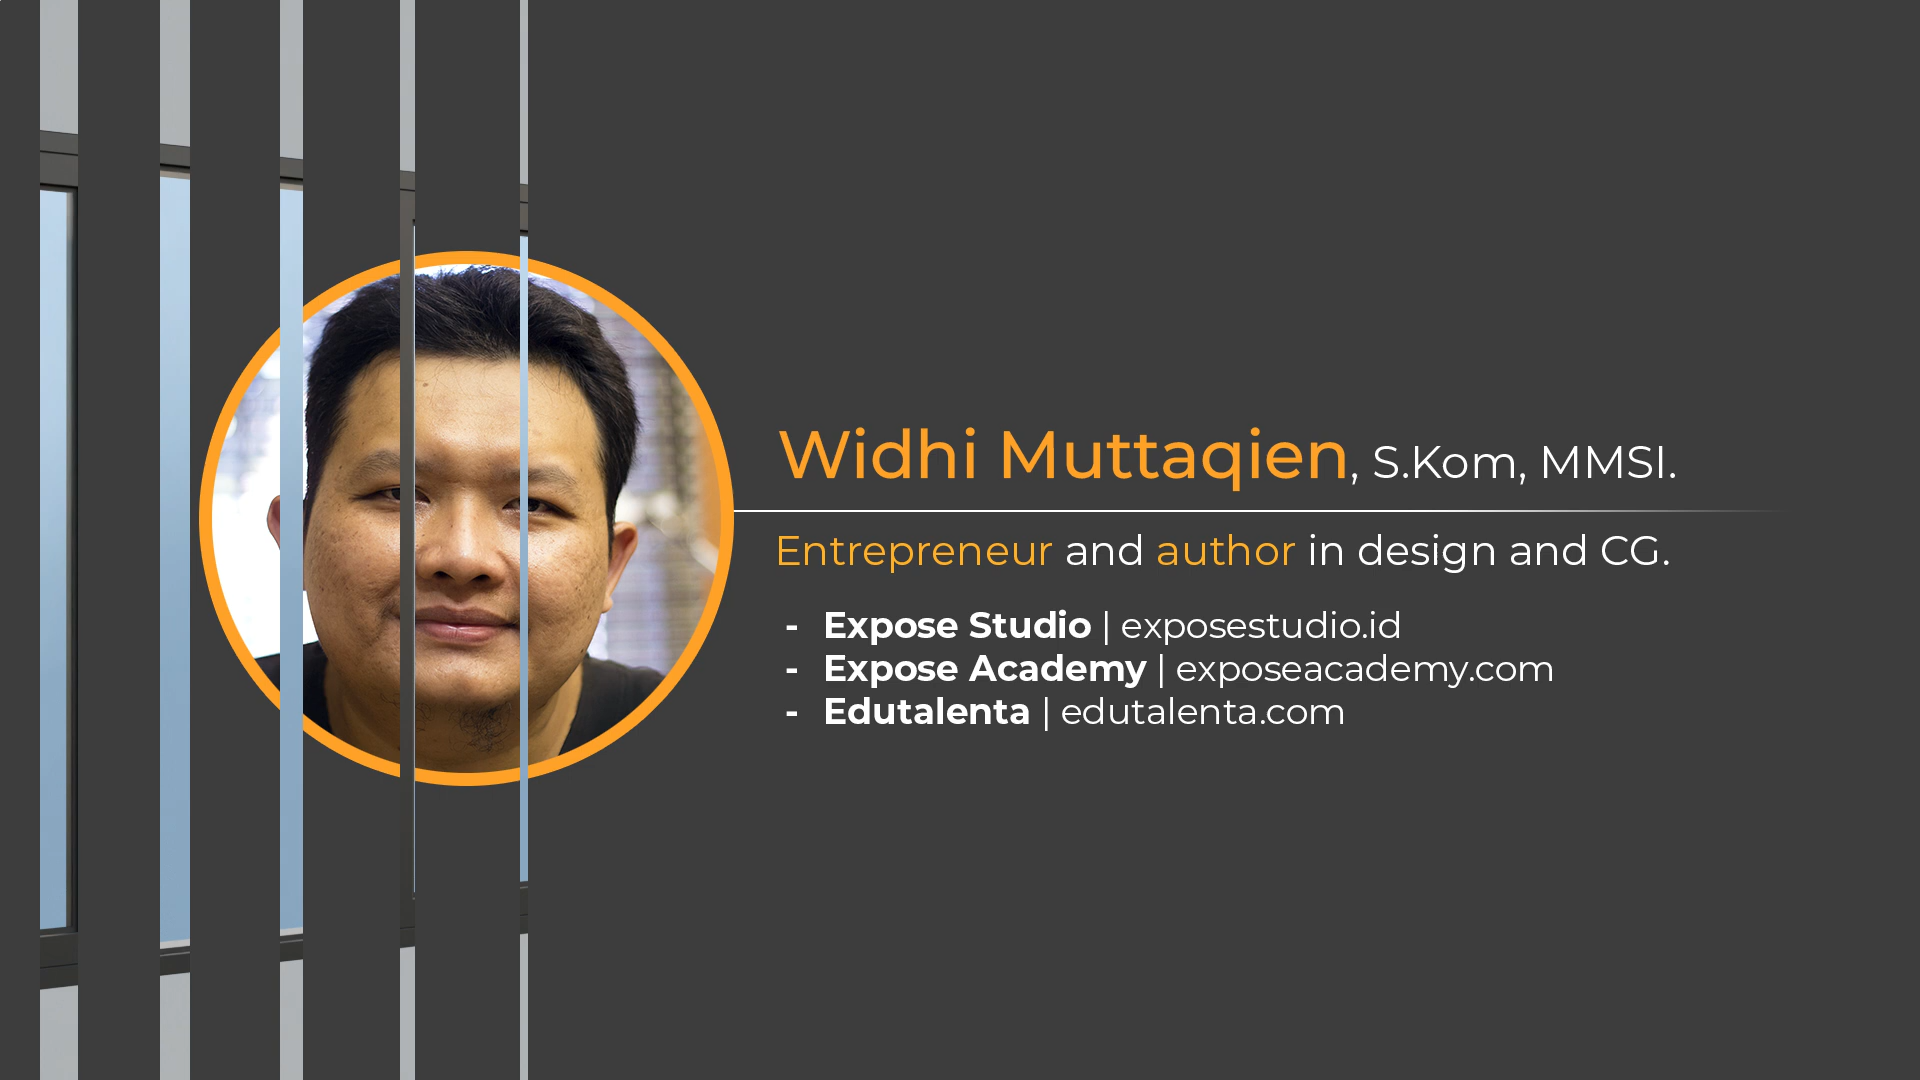 Widhi Muttaqien, S.Kom, MMSI.
Entrepreneur and author in design and CG.
- Expose Studio | exposestudio.id
- Expose Academy | exposeacademy.com
- Edutalenta | edutalenta.com